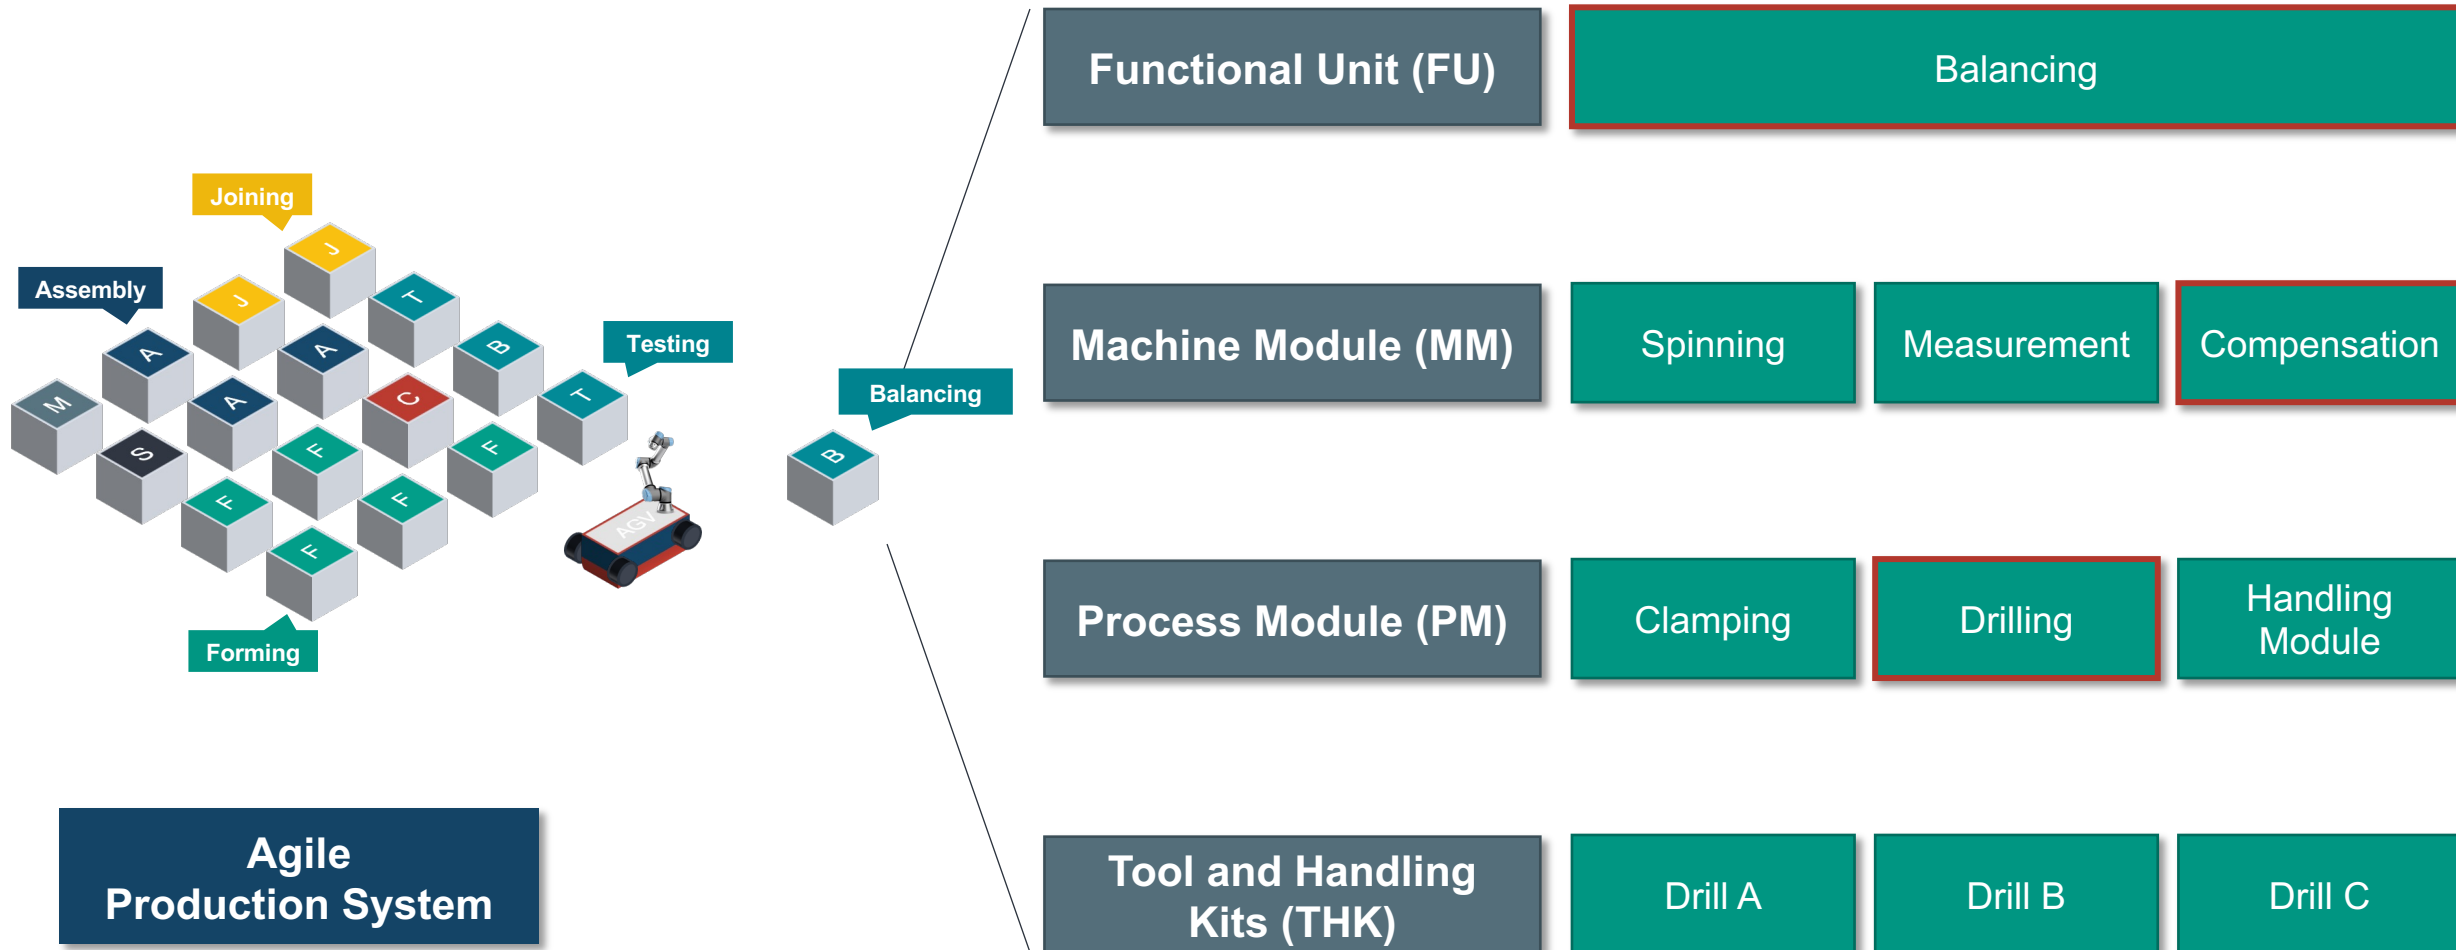 Functional Unit (FU)
Balancing
Joining
J
J
Assembly
A
T
A
B
Testing
M
A
C
T
Balancing
B
S
F
F
F
F
F
AGV
Forming
Machine Module (MM)
Spinning
Measurement
Compensation
Process Module (PM)
Clamping
Drilling
Handling
Module
Agile
Production System
Tool and Handling
Kits (THK)
Drill A
Drill B
Drill C